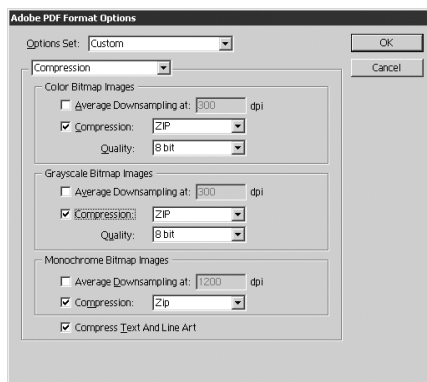 Adobe PDF Format Options
Options Set: Custom
OK
Compression
Cancel
Color Bitmap Images
Average Downsampling at: 300 dpi
Compression: ZIP
Quality: 8 bit
Grayscale Bitmap Images
Average Downsampling at: 300 dpi
Compression: ZIP
Quality: 8 bit
Monochrome Bitmap Images
Average Downsampling at: 1200 dpi
Compression: Zip
Compress Text And Line Art